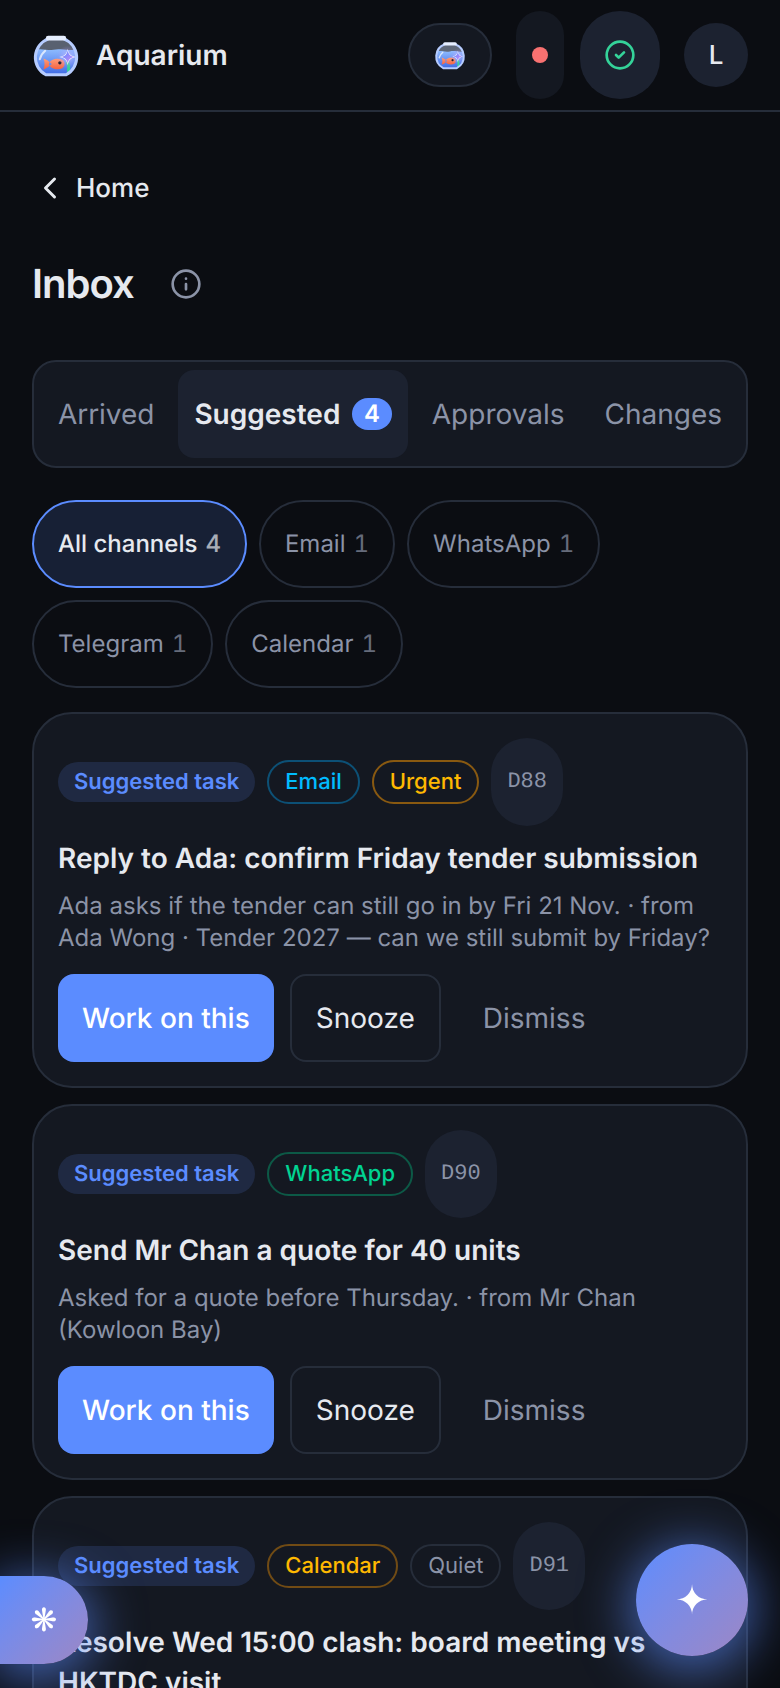 Aquarium
L
Home
Inbox
Arrived Suggested 4 Approvals Changes
All channels 4 Email 1 WhatsApp 1
Telegram 1 Calendar 1
Suggested task Email Urgent D88
Reply to Ada: confirm Friday tender submission
Ada asks if the tender can still go in by Fri 21 Nov. · from
Ada Wong · Tender 2027 — can we still submit by Friday?
Work on this Snooze Dismiss
Suggested task WhatsApp D90
Send Mr Chan a quote for 40 units
Asked for a quote before Thursday. · from Mr Chan
(Kowloon Bay)
Work on this Snooze Dismiss
Suggested task Calendar Quiet D91
esolve Wed 15:00 clash: board meeting vs
HKTDC visit